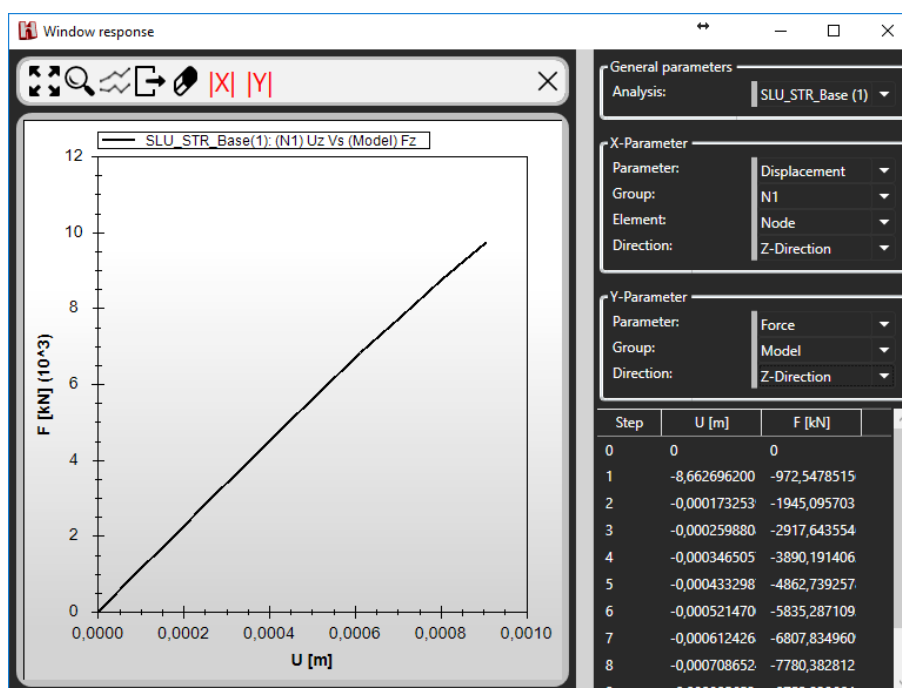 Window response
|X| |Y|
SLU_STR_Base(1): (N1) Uz Vs (Model) Fz
12
10
8
6
4
2
0
F [kN] (10^3)
0,0000 0,0002 0,0004 0,0006 0,0008 0,0010
U [m]
General parameters
Analysis: SLU_STR_Base (1)
X-Parameter
Parameter: Displacement
Group: N1
Element: Node
Direction: Z-Direction
Y-Parameter
Parameter: Force
Group: Model
Direction: Z-Direction
Step U [m] F [kN]
0 0 0
1 -8,662696200 -972,5478515
2 -0,000173253 -1945,095703
3 -0,000259880 -2917,643554
4 -0,000346505 -3890,191406
5 -0,000433298 -4862,739257
6 -0,000521470 -5835,287109
7 -0,000612426 -6807,834960
8 -0,000708652 -7780,382812